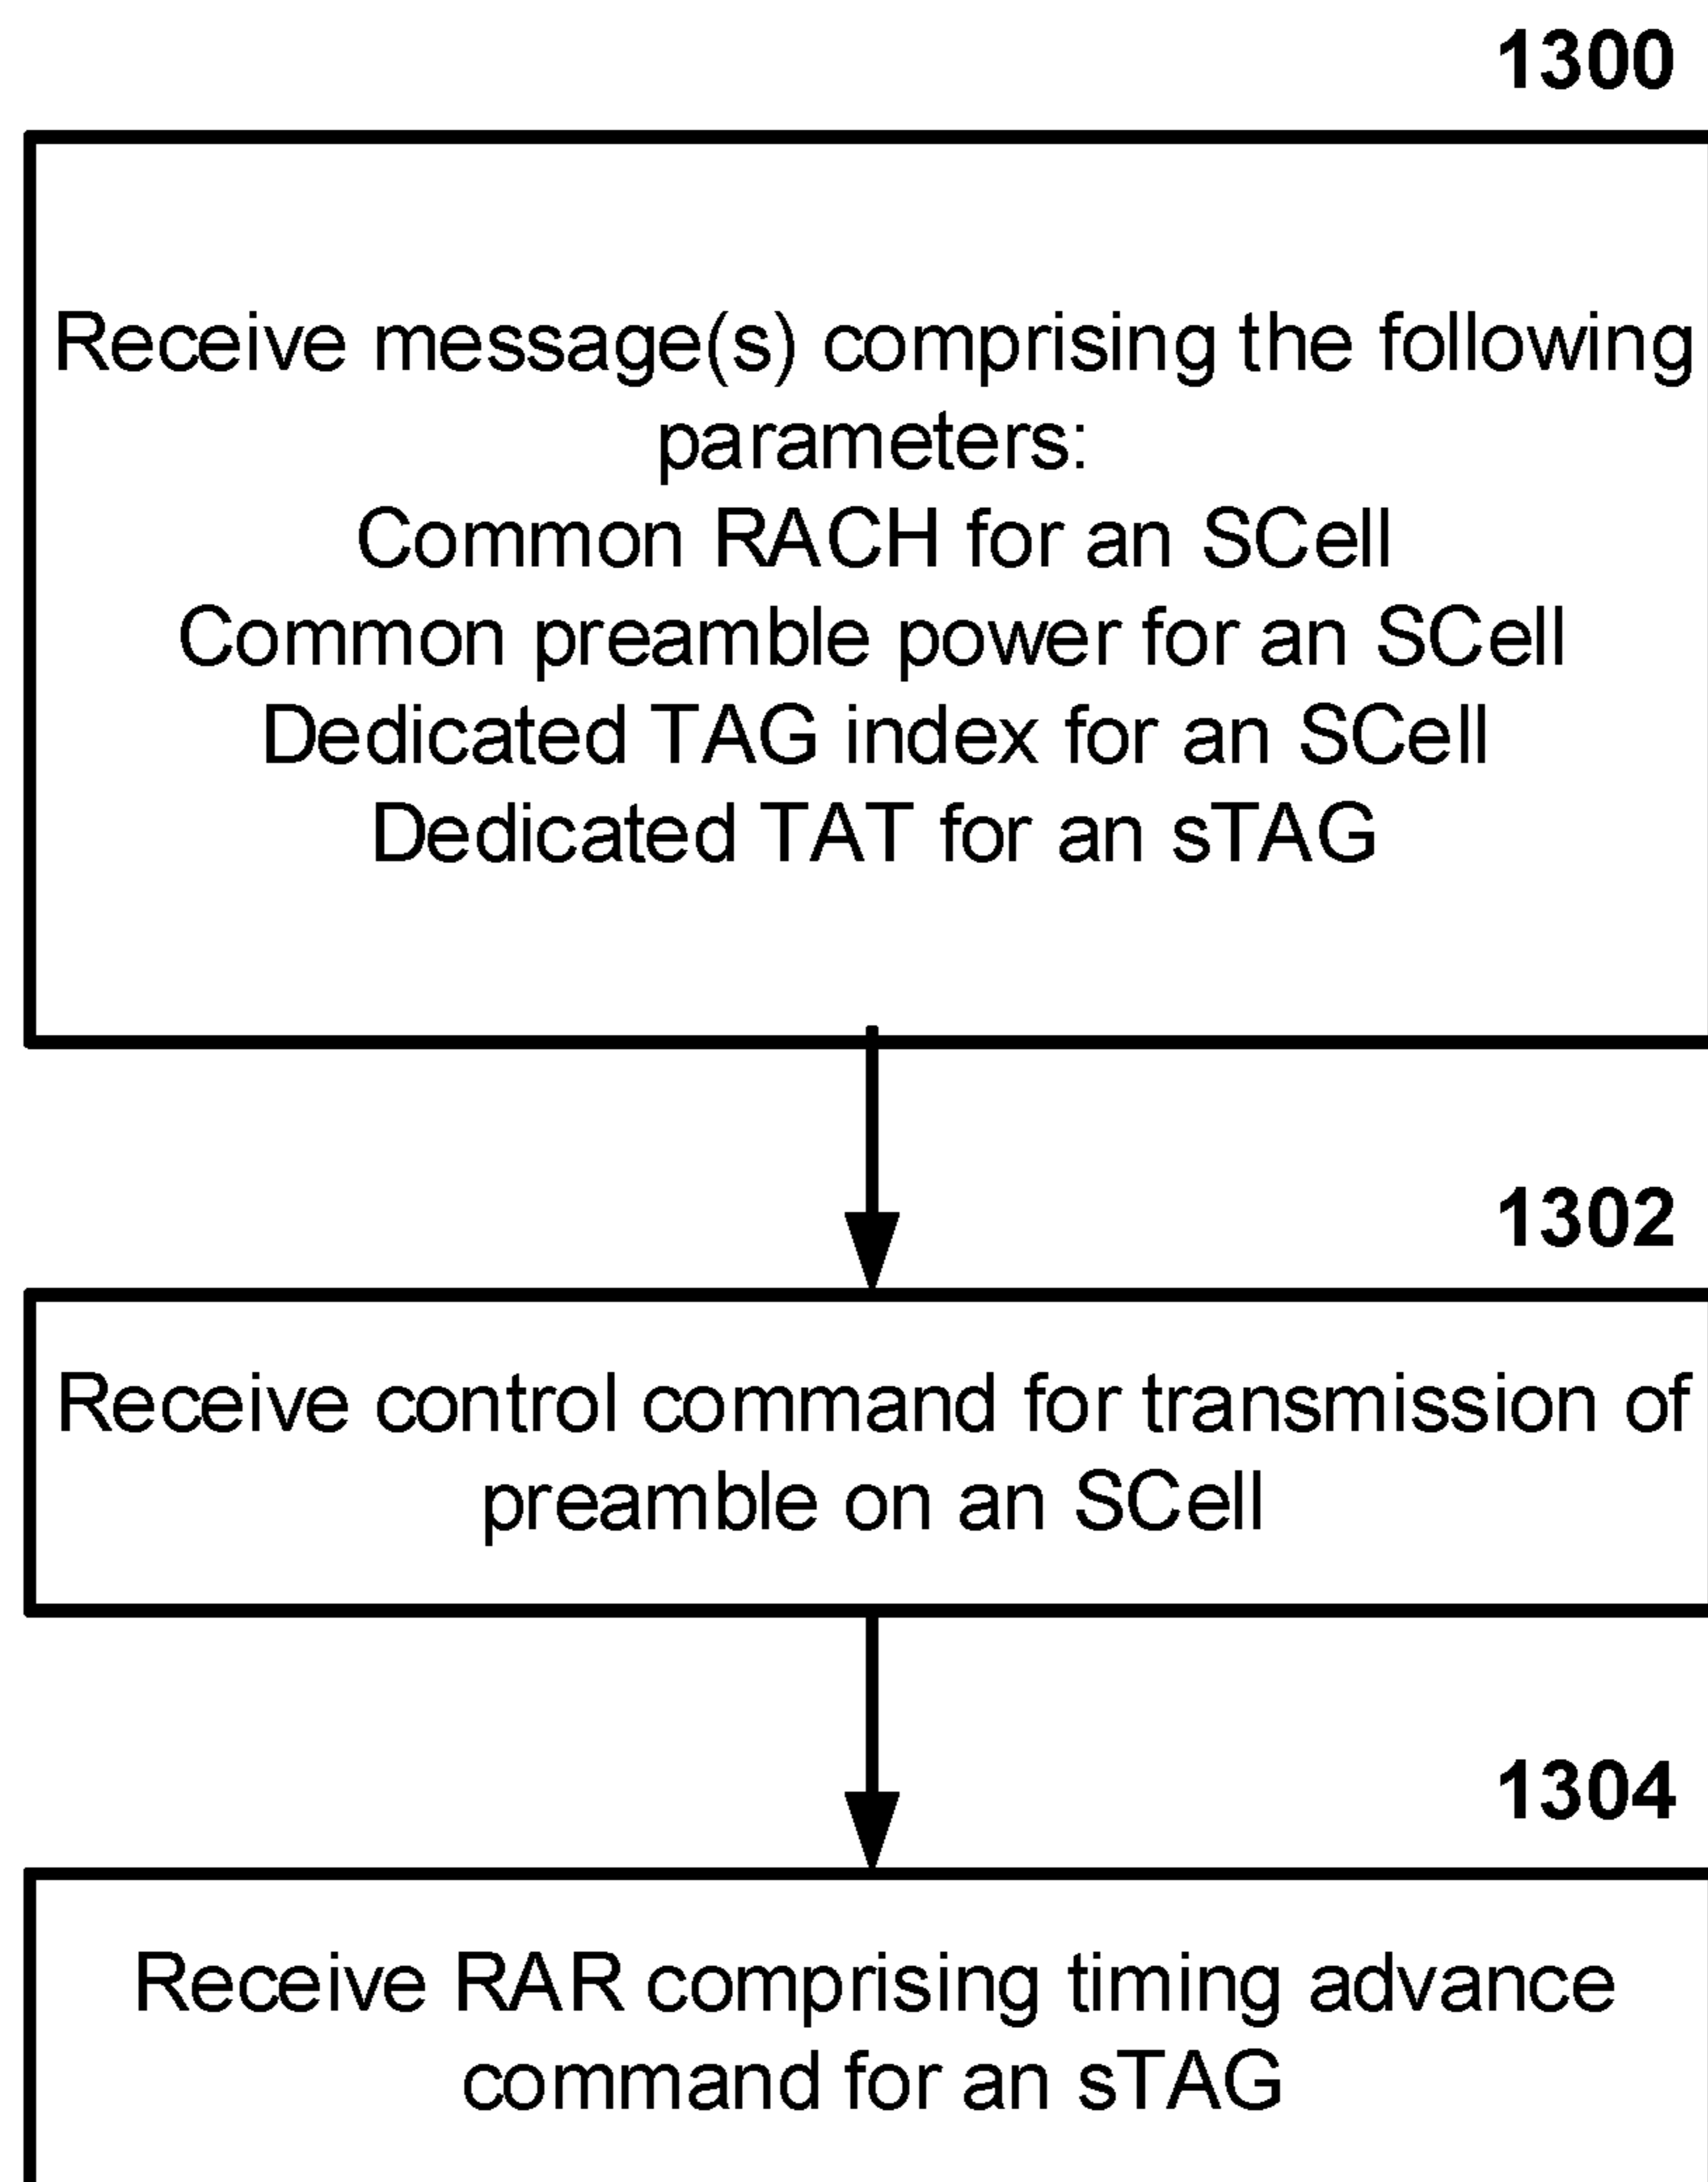 1300
Receive message(s) comprising the following
parameters:
Common RACH for an SCell
Common preamble power for an SCell
Dedicated TAG index for an SCell
Dedicated TAT for an sTAG
1302
Receive control command for transmission of
preamble on an SCell
1304
Receive RAR comprising timing advance
command for an sTAG